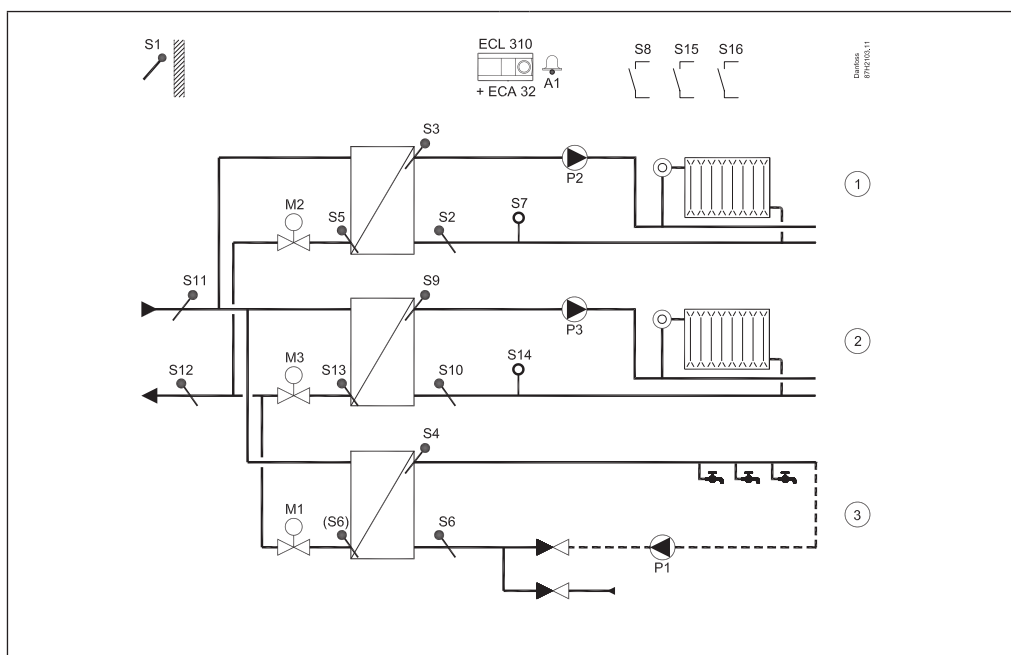 S1
ECL 310
+ ECA 32
A1
S8
S15
S16
Danfoss
87H2103.11
S3
P2
1
M2
S5
S2
S7
S11
S9
P3
2
S12
M3
S13
S10
S14
S4
3
M1
(S6)
S6
P1